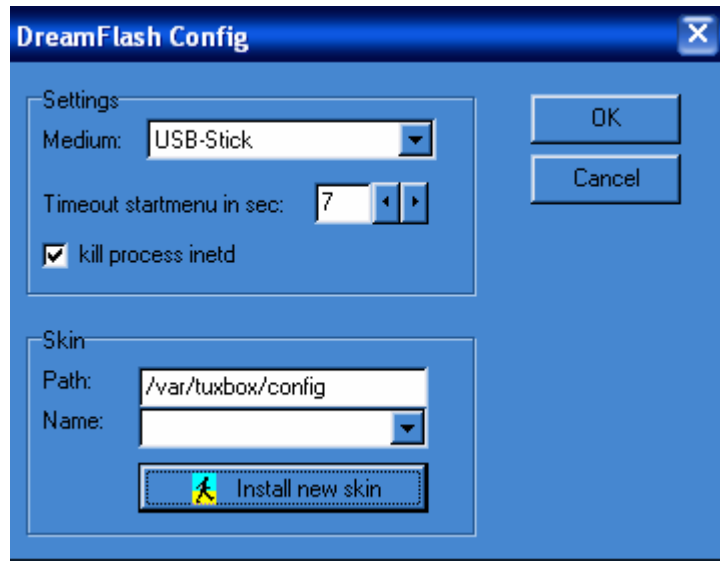 DreamFlash Config
Settings
Medium: USB-Stick
OK
Cancel
Timeout startmenu in sec: 7
kill process inetd
Skin
Path: /var/tuxbox/config
Name:
Install new skin